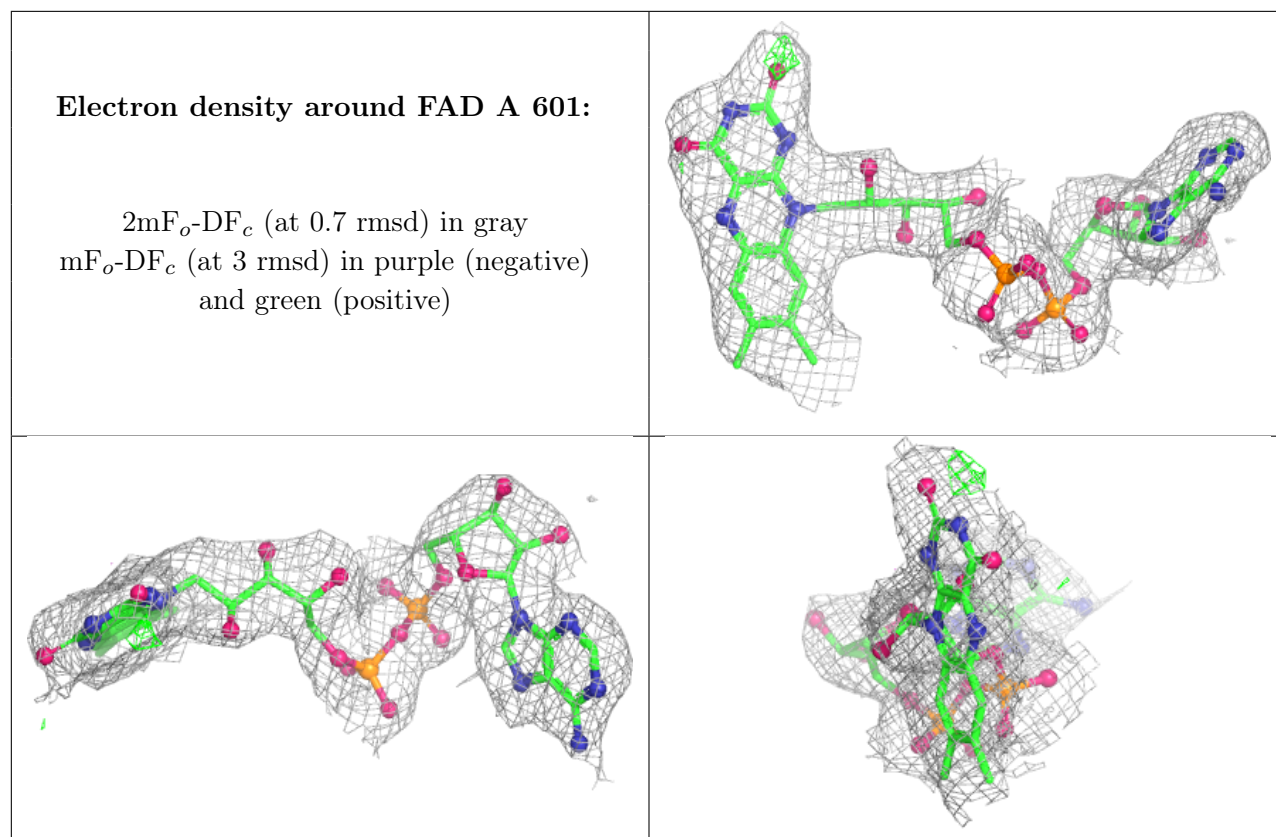 Electron density around FAD A 601:
2mFo-DFc (at 0.7 rmsd) in gray
mFo-DFc (at 3 rmsd) in purple (negative)
and green (positive)